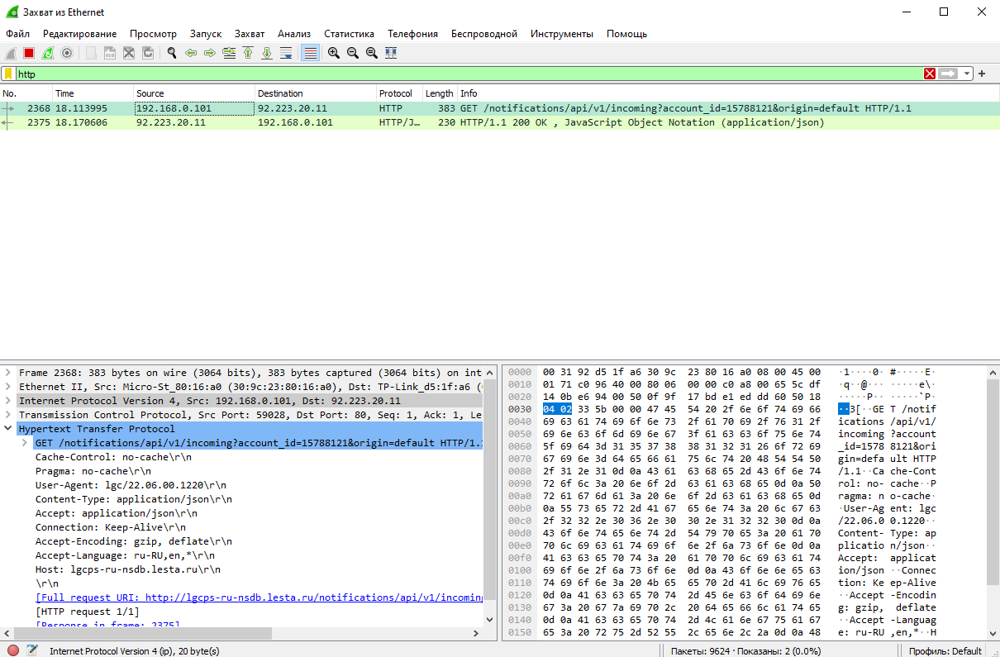 Захват из Ethernet
Файл Редактирование Просмотр Запуск Захват Анализ Статистика Телефония Беспроводной Инструменты Помощь
http
No. Time Source Destination Protocol Length Info
2368 18.113995 192.168.0.101 92.223.20.11 HTTP 383 GET /notifications/api/v1/incoming?account_id=15788121&origin=default HTTP/1.1
2375 18.170606 92.223.20.11 192.168.0.101 HTTP/J… 230 HTTP/1.1 200 OK , JavaScript Object Notation (application/json)
Frame 2368: 383 bytes on wire (3064 bits), 383 bytes captured (3064 bits) on int
Ethernet II, Src: Micro-St_80:16:a0 (30:9c:23:80:16:a0), Dst: TP-Link_d5:1f:a6 (
Internet Protocol Version 4, Src: 192.168.0.101, Dst: 92.223.20.11
Transmission Control Protocol, Src Port: 59028, Dst Port: 80, Seq: 1, Ack: 1, Le
Hypertext Transfer Protocol
GET /notifications/api/v1/incoming?account_id=15788121&origin=default HTTP/1.
Cache-Control: no-cache\r\n
Pragma: no-cache\r\n
User-Agent: lgc/22.06.00.1220\r\n
Content-Type: application/json\r\n
Accept: application/json\r\n
Connection: Keep-Alive\r\n
Accept-Encoding: gzip, deflate\r\n
Accept-Language: ru-RU,en,*\r\n
Host: lgcps-ru-nsdb.lesta.ru\r\n
\r\n
[Full request URI: http://lgcps-ru-nsdb.lesta.ru/notifications/api/v1/incoming
[HTTP request 1/1]
[Response in frame: 2375]
0000 00 31 92 d5 1f a6 30 9c 23 80 16 a0 08 00 45 00 ·1····0· #·····E·
0010 01 71 c0 96 40 00 80 06 00 00 c0 a8 00 65 5c df ·q··@··· ·····e\·
0020 14 0b e6 94 00 50 0f 9f 17 bd e1 ed dd 60 50 18 ·····P·· ·····`P·
0030 04 02 33 5b 00 00 47 45 54 20 2f 6e 6f 74 69 66 ··3[··GE T /notif
0040 69 63 61 74 69 6f 6e 73 2f 61 70 69 2f 76 31 2f ications /api/v1/
0050 69 6e 63 6f 6d 69 6e 67 3f 61 63 63 6f 75 6e 74 incoming ?account
0060 5f 69 64 3d 31 35 37 38 38 31 32 31 26 6f 72 69 _id=1578 8121&ori
0070 67 69 6e 3d 64 65 66 61 75 6c 74 20 48 54 54 50 gin=defa ult HTTP
0080 2f 31 2e 31 0d 0a 43 61 63 68 65 2d 43 6f 6e 74 /1.1··Ca che-Cont
0090 72 6f 6c 3a 20 6e 6f 2d 63 61 63 68 65 0d 0a 50 rol: no- cache··P
00a0 72 61 67 6d 61 3a 20 6e 6f 2d 63 61 63 68 65 0d ragma: n o-cache·
00b0 0a 55 73 65 72 2d 41 67 65 6e 74 3a 20 6c 67 63 ·User-Ag ent: lgc
00c0 2f 32 32 2e 30 36 2e 30 30 2e 31 32 32 30 0d 0a /22.06.0 0.1220··
00d0 43 6f 6e 74 65 6e 74 2d 54 79 70 65 3a 20 61 70 Content- Type: ap
00e0 70 6c 69 63 61 74 69 6f 6e 2f 6a 73 6f 6e 0d 0a plicatio n/json··
00f0 41 63 63 65 70 74 3a 20 61 70 70 6c 69 63 61 74 Accept:  applicat
0100 69 6f 6e 2f 6a 73 6f 6e 0d 0a 43 6f 6e 6e 65 63 ion/json ··Connec
0110 74 69 6f 6e 3a 20 4b 65 65 70 2d 41 6c 69 76 65 tion: Ke ep-Alive
0120 0d 0a 41 63 63 65 70 74 2d 45 6e 63 6f 64 69 6e ··Accept -Encodin
0130 67 3a 20 67 7a 69 70 2c 20 64 65 66 6c 61 74 65 g: gzip,  deflate
0140 0d 0a 41 63 63 65 70 74 2d 4c 61 6e 67 75 61 67 ··Accept -Languag
0150 65 3a 20 72 75 2d 52 55 2c 65 6e 2c 2a 0d 0a 48 e: ru-RU ,en,*··H
Internet Protocol Version 4 (ip), 20 byte(s) Пакеты: 9624 · Показаны: 2 (0.0%) Профиль: Default